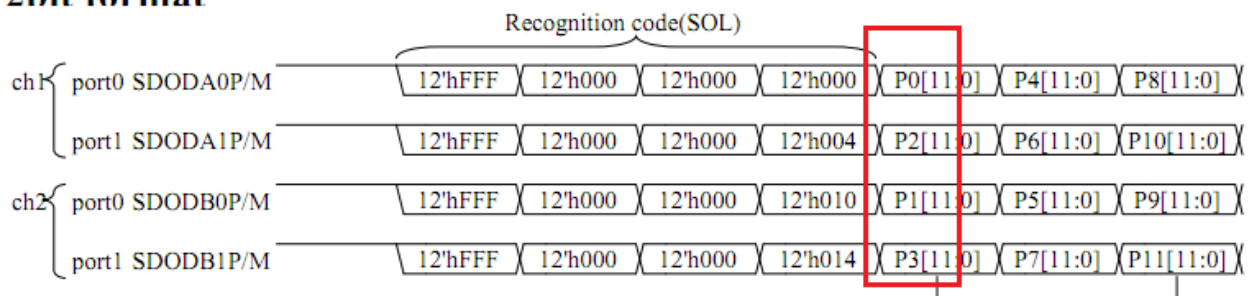 2bit format
Recognition code(SOL)
ch1 port0 SDODA0P/M 12'hFFF 12'h000 12'h000 12'h000 P0[11:0] P4[11:0] P8[11:0]
port1 SDODA1P/M 12'hFFF 12'h000 12'h000 12'h004 P2[11:0] P6[11:0] P10[11:0]
ch2 port0 SDODB0P/M 12'hFFF 12'h000 12'h000 12'h010 P1[11:0] P5[11:0] P9[11:0]
port1 SDODB1P/M 12'hFFF 12'h000 12'h000 12'h014 P3[11:0] P7[11:0] P11[11:0]